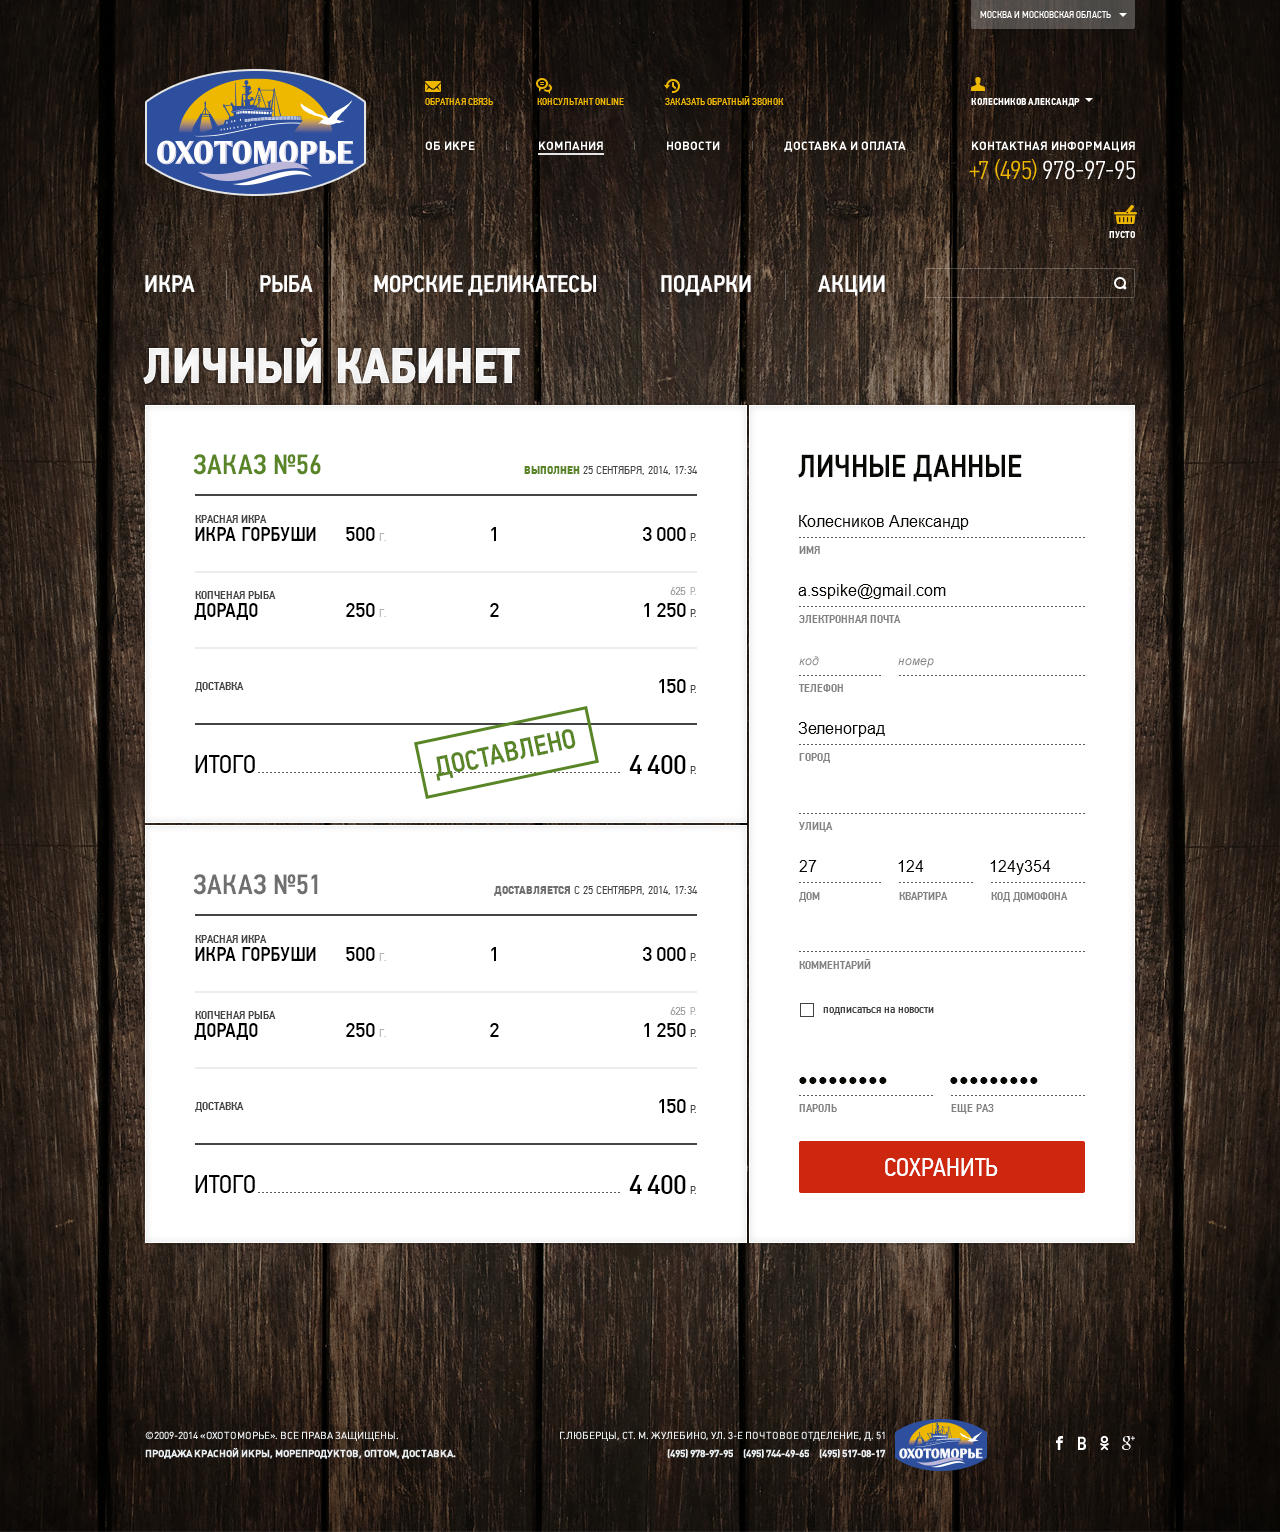 МОСКВА И МОСКОВСКАЯ ОБЛАСТЬ
ОХОТОМОРЬЕ
ОБРАТНАЯ СВЯЗЬ КОНСУЛЬТАНТ ONLINE ЗАКАЗАТЬ ОБРАТНЫЙ ЗВОНОК КОЛЕСНИКОВ АЛЕКСАНДР
ОБ ИКРЕ КОМПАНИЯ НОВОСТИ ДОСТАВКА И ОПЛАТА КОНТАКТНАЯ ИНФОРМАЦИЯ
+7 (495) 978-97-95
ПУСТО
ИКРА РЫБА МОРСКИЕ ДЕЛИКАТЕСЫ ПОДАРКИ АКЦИИ
ЛИЧНЫЙ КАБИНЕТ
ЗАКАЗ №56 ВЫПОЛНЕН 25 СЕНТЯБРЯ, 2014, 17:34
КРАСНАЯ ИКРА
ИКРА ГОРБУШИ 500 Г. 1 3 000 Р.
КОПЧЕНАЯ РЫБА 625 Р.
ДОРАДО 250 Г. 2 1 250 Р.
ДОСТАВКА 150 Р.
ДОСТАВЛЕНО
ИТОГО 4 400 Р.
ЗАКАЗ №51 ДОСТАВЛЯЕТСЯ С 25 СЕНТЯБРЯ, 2014, 17:34
КРАСНАЯ ИКРА
ИКРА ГОРБУШИ 500 Г. 1 3 000 Р.
КОПЧЕНАЯ РЫБА 625 Р.
ДОРАДО 250 Г. 2 1 250 Р.
ДОСТАВКА 150 Р.
ИТОГО 4 400 Р.
ЛИЧНЫЕ ДАННЫЕ
Колесников Александр
ИМЯ
a.sspike@gmail.com
ЭЛЕКТРОННАЯ ПОЧТА
код номер
ТЕЛЕФОН
Зеленоград
ГОРОД
УЛИЦА
27 124 124у354
ДОМ КВАРТИРА КОД ДОМОФОНА
КОММЕНТАРИЙ
подписаться на новости
ПАРОЛЬ ЕЩЕ РАЗ
СОХРАНИТЬ
©2009-2014 «ОХОТОМОРЬЕ». ВСЕ ПРАВА ЗАЩИЩЕНЫ.
ПРОДАЖА КРАСНОЙ ИКРЫ, МОРЕПРОДУКТОВ, ОПТОМ, ДОСТАВКА.
Г.ЛЮБЕРЦЫ, СТ. М. ЖУЛЕБИНО, УЛ. 3-Е ПОЧТОВОЕ ОТДЕЛЕНИЕ, Д. 51
(495) 978-97-95 (495) 744-49-65 (495) 517-08-17
ОХОТОМОРЬЕ